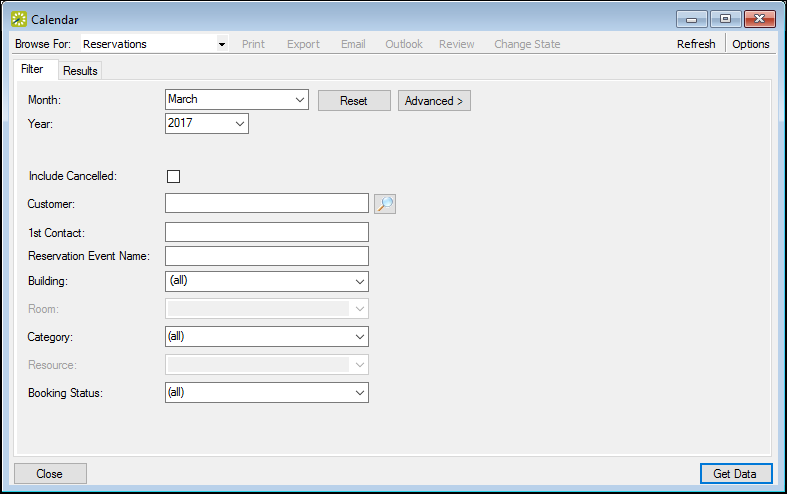 Calendar
Browse For: Reservations Print Export Email Outlook Review Change State Refresh Options
Filter Results
Month: March Reset Advanced >
Year: 2017
Include Cancelled:
Customer:
1st Contact:
Reservation Event Name:
Building: (all)
Room:
Category: (all)
Resource:
Booking Status: (all)
Close Get Data